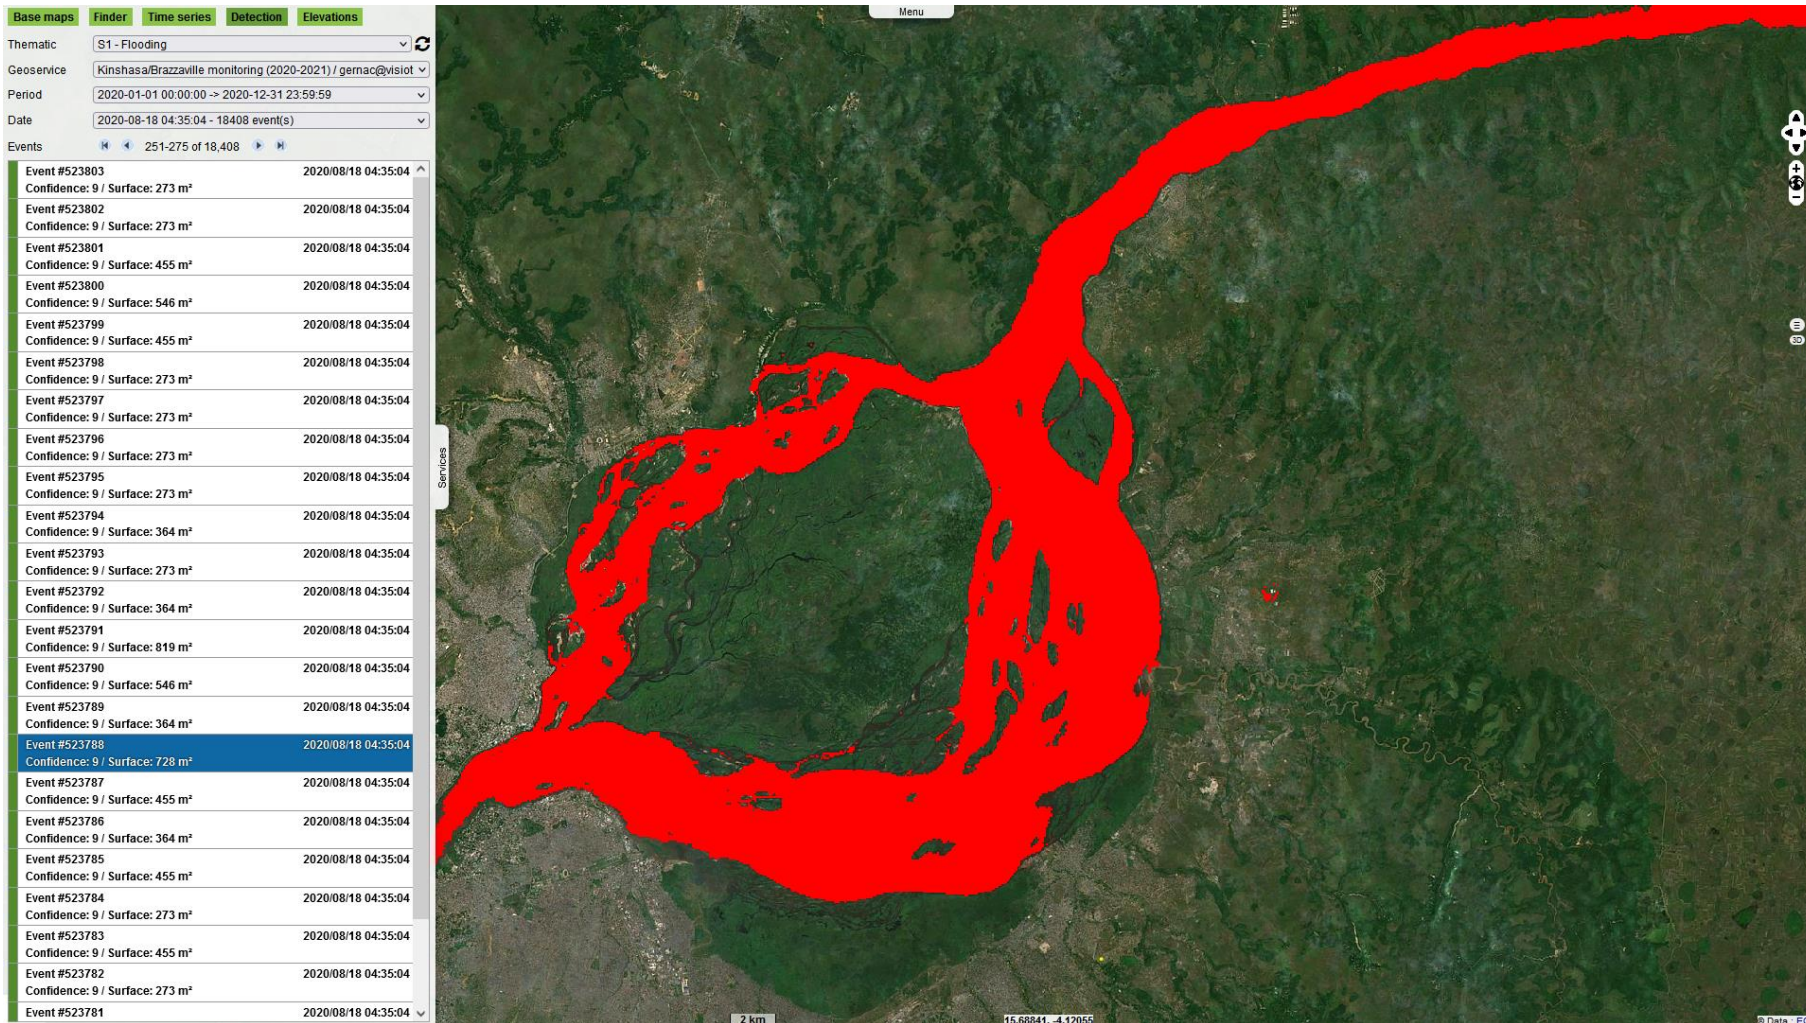 Base maps Finder Time series Detection Elevations
Menu
Thematic S1 - Flooding
Geoservice Kinshasa/Brazzaville monitoring (2020-2021) / gernac@visiot
Period 2020-01-01 00:00:00 -> 2020-12-31 23:59:59
Date 2020-08-18 04:35:04 - 18408 event(s)
Events 251-275 of 18,408
Event #523803 2020/08/18 04:35:04
Confidence: 9 / Surface: 273 m²
Event #523802 2020/08/18 04:35:04
Confidence: 9 / Surface: 273 m²
Event #523801 2020/08/18 04:35:04
Confidence: 9 / Surface: 455 m²
Event #523800 2020/08/18 04:35:04
Confidence: 9 / Surface: 546 m²
Event #523799 2020/08/18 04:35:04
Confidence: 9 / Surface: 455 m²
Event #523798 2020/08/18 04:35:04
Confidence: 9 / Surface: 273 m²
Event #523797 2020/08/18 04:35:04
Confidence: 9 / Surface: 273 m²
Event #523796 2020/08/18 04:35:04
Confidence: 9 / Surface: 273 m²
Event #523795 2020/08/18 04:35:04
Confidence: 9 / Surface: 273 m²
Event #523794 2020/08/18 04:35:04
Confidence: 9 / Surface: 364 m²
Event #523793 2020/08/18 04:35:04
Confidence: 9 / Surface: 273 m²
Event #523792 2020/08/18 04:35:04
Confidence: 9 / Surface: 364 m²
Event #523791 2020/08/18 04:35:04
Confidence: 9 / Surface: 819 m²
Event #523790 2020/08/18 04:35:04
Confidence: 9 / Surface: 546 m²
Event #523789 2020/08/18 04:35:04
Confidence: 9 / Surface: 364 m²
Event #523788 2020/08/18 04:35:04
Confidence: 9 / Surface: 728 m²
Event #523787 2020/08/18 04:35:04
Confidence: 9 / Surface: 455 m²
Event #523786 2020/08/18 04:35:04
Confidence: 9 / Surface: 364 m²
Event #523785 2020/08/18 04:35:04
Confidence: 9 / Surface: 455 m²
Event #523784 2020/08/18 04:35:04
Confidence: 9 / Surface: 273 m²
Event #523783 2020/08/18 04:35:04
Confidence: 9 / Surface: 455 m²
Event #523782 2020/08/18 04:35:04
Confidence: 9 / Surface: 273 m²
Event #523781 2020/08/18 04:35:04
Services
3D
2 km
15.68841, -4.12055
© Data : EO